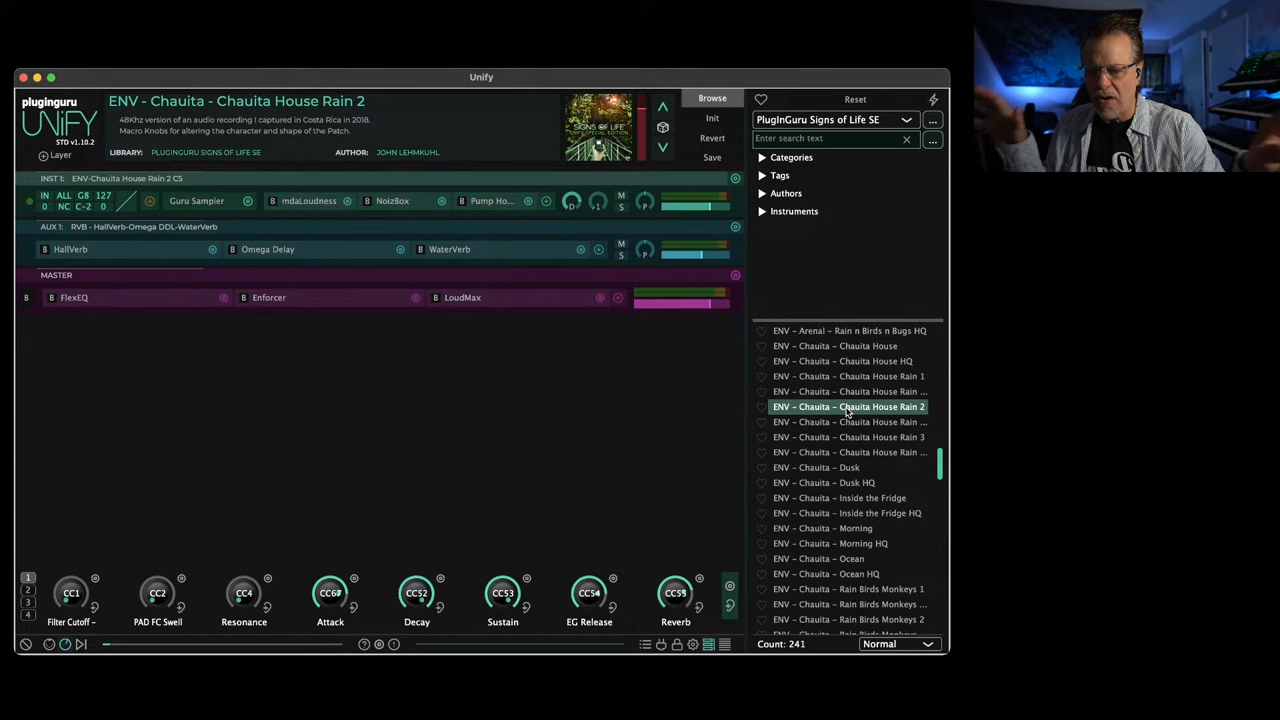 Unify
pluginguru
UNIFY
STD v1.10.2
Layer
ENV - Chauita - Chauita House Rain 2
48Khz version of an audio recording I captured in Costa Rica in 2018.
Macro Knobs for altering the character and shape of the Patch.
LIBRARY: PLUGINGURU SIGNS OF LIFE SE AUTHOR: JOHN LEHMKUHL
SIGNS OF LIFE
UNIFY SPECIAL EDITION
Browse
Init
Revert
Save
INST 1: ENV-Chauita House Rain 2 CS
IN ALL G8 127
0 NC C-2 0
Guru Sampler
B mdaLoudness
B NoizBox
B Pump Ho...
M
S
D
1
P
AUX 1: RVB - HallVerb-Omega DDL-WaterVerb
B HallVerb
B Omega Delay
B WaterVerb
M
S
P
MASTER
B
B FlexEQ
B Enforcer
B LoudMax
1
2
3
4
CC1
CC2
CC4
CC67
CC52
CC53
CC54
CC55
Filter Cutoff -
PAD FC Swell
Resonance
Attack
Decay
Sustain
EG Release
Reverb
Reset
PlugInGuru Signs of Life SE
...
Enter search text
...
Categories
Tags
Authors
Instruments
ENV - Arenal - Rain n Birds n Bugs HQ
ENV - Chauita - Chauita House
ENV - Chauita - Chauita House HQ
ENV - Chauita - Chauita House Rain 1
ENV - Chauita - Chauita House Rain ...
ENV - Chauita - Chauita House Rain 2
ENV - Chauita - Chauita House Rain ...
ENV - Chauita - Chauita House Rain 3
ENV - Chauita - Chauita House Rain ...
ENV - Chauita - Dusk
ENV - Chauita - Dusk HQ
ENV - Chauita - Inside the Fridge
ENV - Chauita - Inside the Fridge HQ
ENV - Chauita - Morning
ENV - Chauita - Morning HQ
ENV - Chauita - Ocean
ENV - Chauita - Ocean HQ
ENV - Chauita - Rain Birds Monkeys 1
ENV - Chauita - Rain Birds Monkeys ...
ENV - Chauita - Rain Birds Monkeys 2
Count: 241
Normal